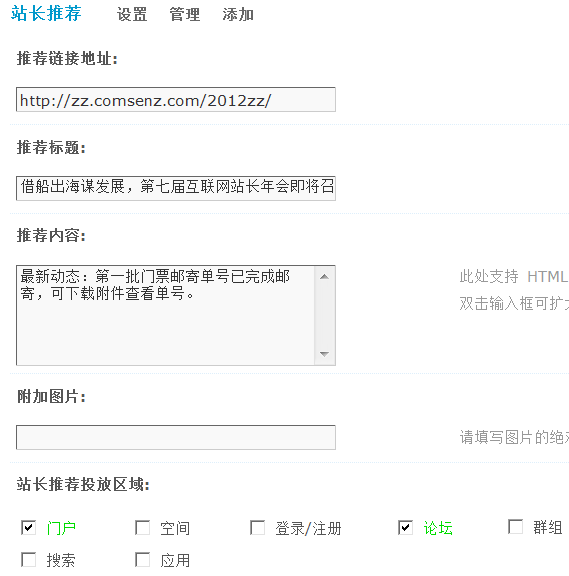 站长推荐 设置 管理 添加
推荐链接地址:
http://zz.comsenz.com/2012zz/
推荐标题:
借船出海谋发展，第七届互联网站长年会即将召
推荐内容:
最新动态：第一批门票邮寄单号已完成邮
寄，可下载附件查看单号。
此处支持 HTML
双击输入框可扩
附加图片:
请填写图片的绝
站长推荐投放区域:
门户 空间 登录/注册 论坛 群组
搜索 应用